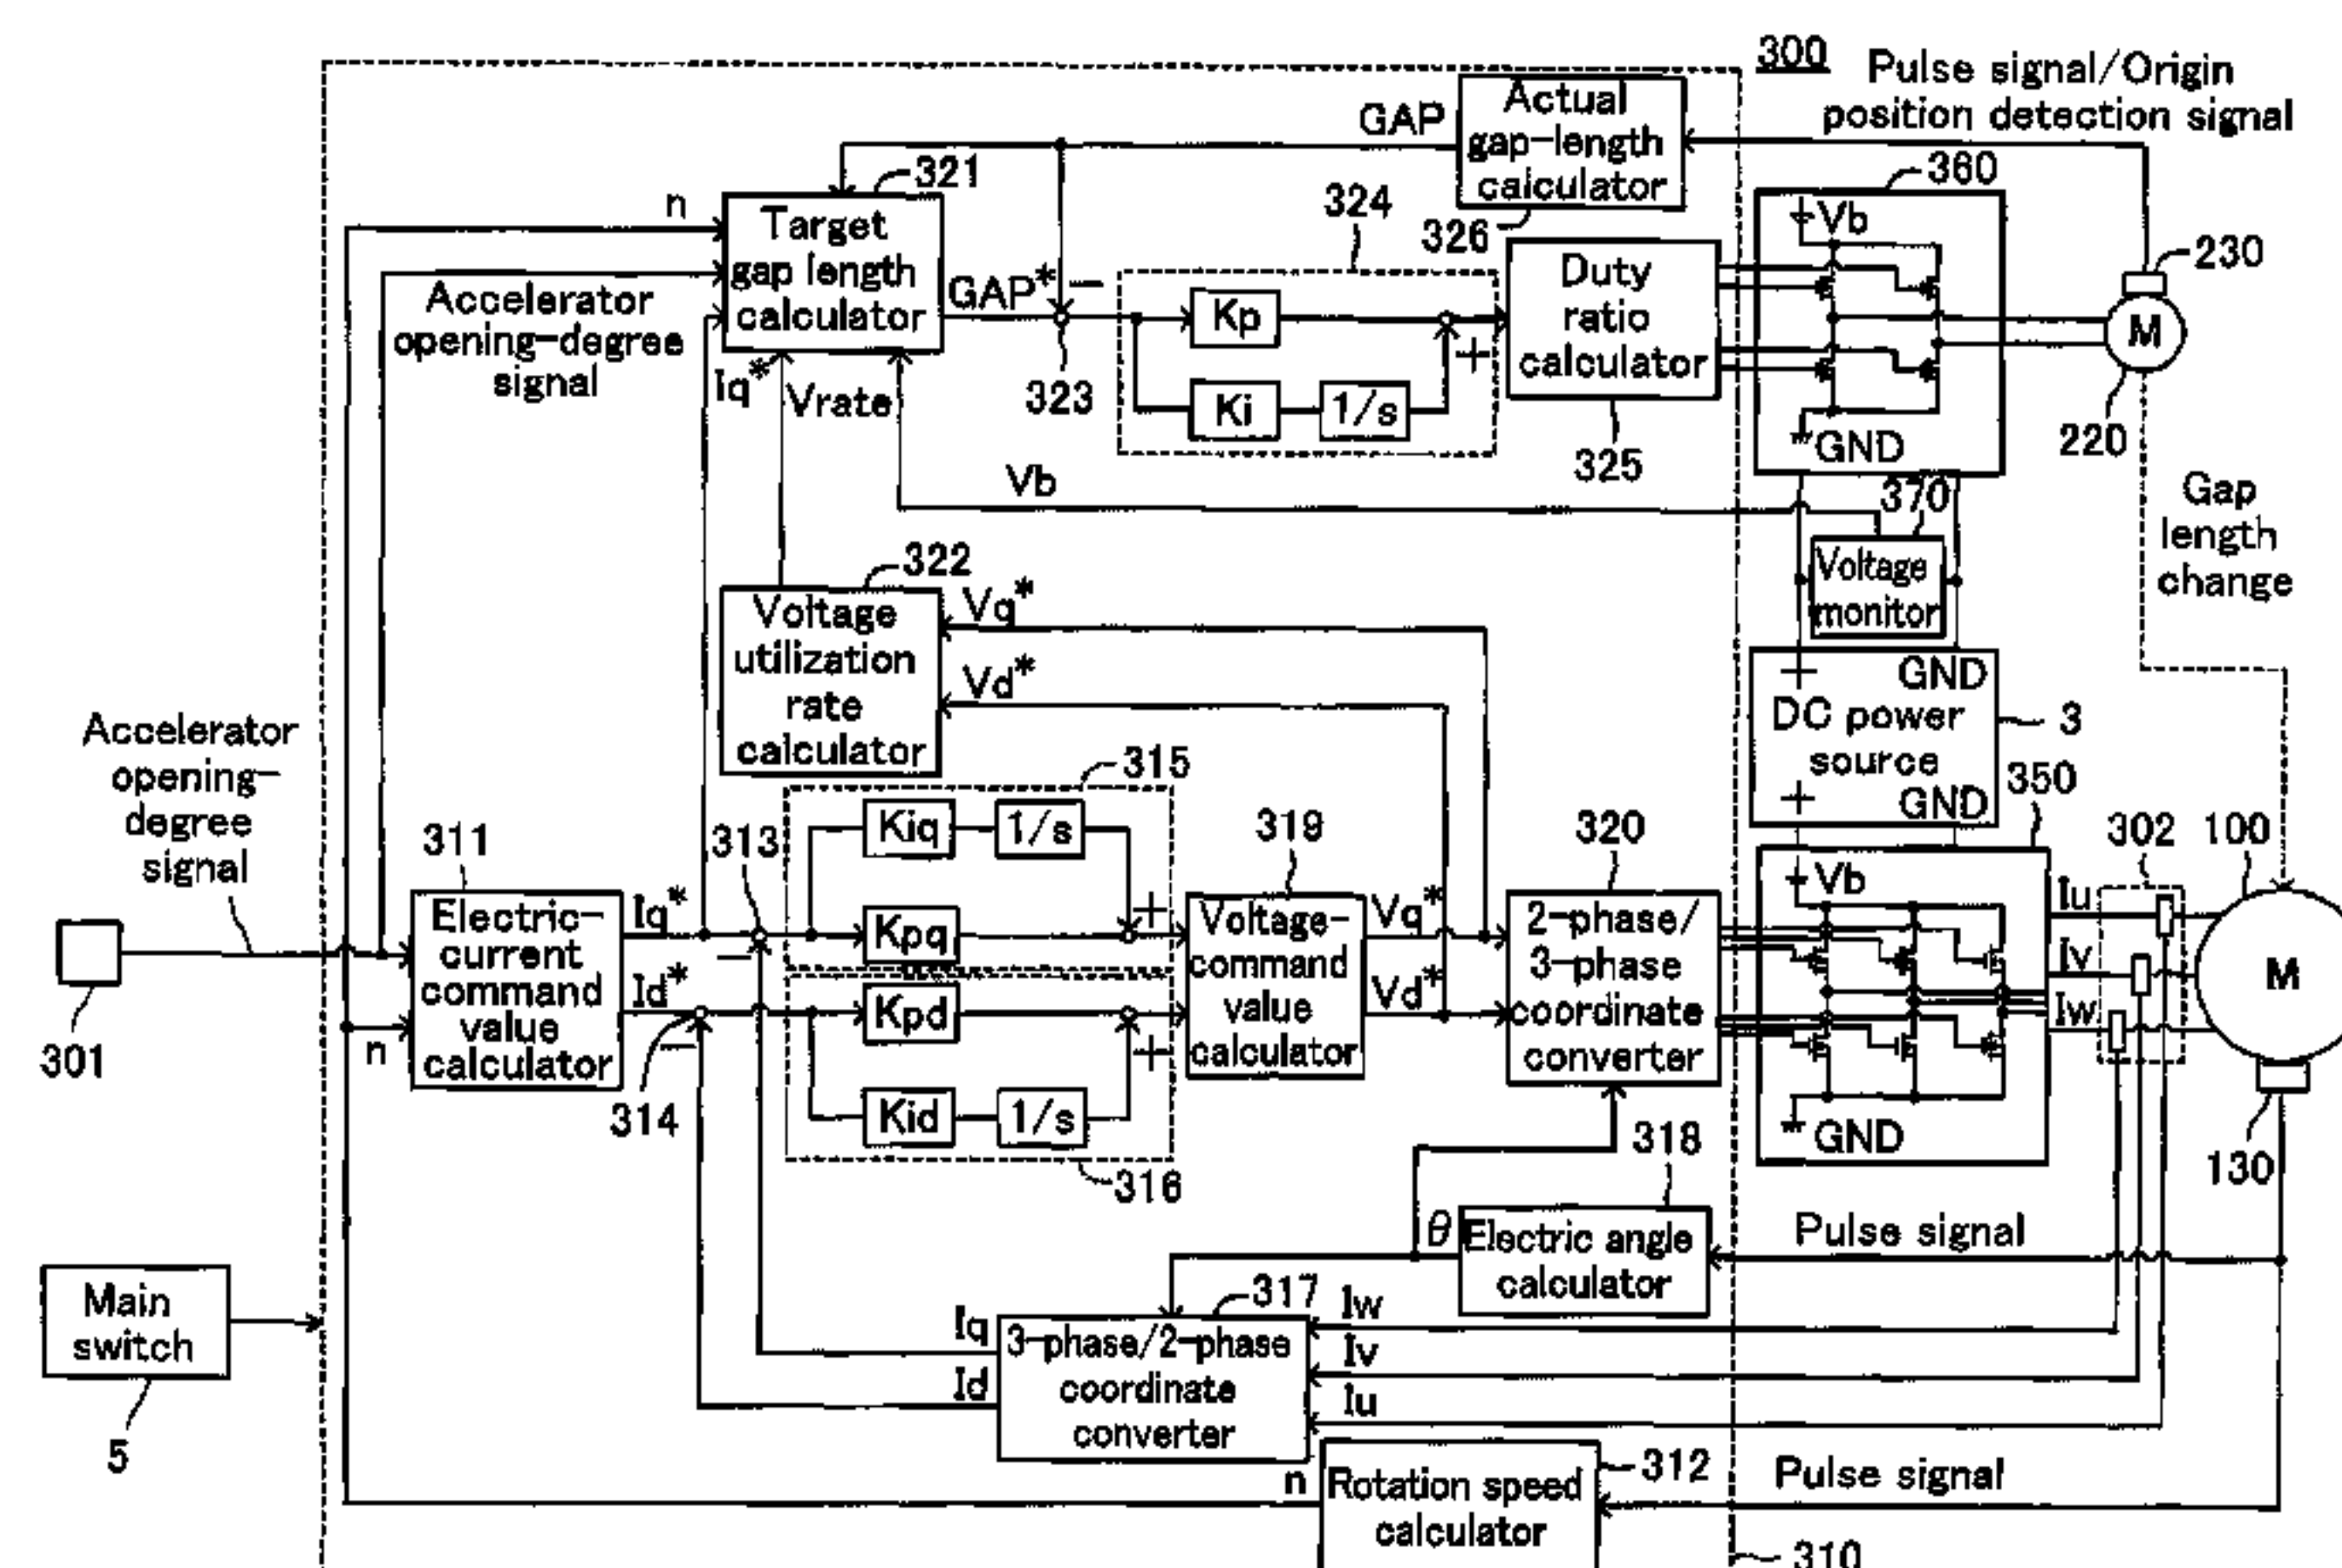 300
Pulse signal/Origin
position detection signal
Actual
gap-length
calculator
GAP
326
321
n
Target
gap length
calculator
GAP*
−
323
324
Kp
Ki
1/s
+
Duty
ratio
calculator
325
360
Vb
GND
230
M
220
Accelerator
opening-degree
signal
Iq*
Vrate
Vb
370
Voltage
monitor
Gap
length
change
322
Voltage
utilization
rate
calculator
Vq*
Vd*
+
GND
DC power
source
+
GND
3
Accelerator
opening-
degree
signal
301
311
Electric-
current
command
value
calculator
n
Iq*
Id*
313
−
314
−
315
Kiq
1/s
Kpq
+
Kpd
+
Kid
1/s
316
319
Voltage-
command
value
calculator
Vq*
Vd*
320
2-phase/
3-phase
coordinate
converter
350
Vb
GND
302
100
Iu
Iv
Iw
M
130
318
θ
Electric angle
calculator
Pulse signal
Main
switch
5
317
3-phase/2-phase
coordinate
converter
Iq
Id
Iw
Iv
Iu
n
Rotation speed
calculator
312
Pulse signal
310